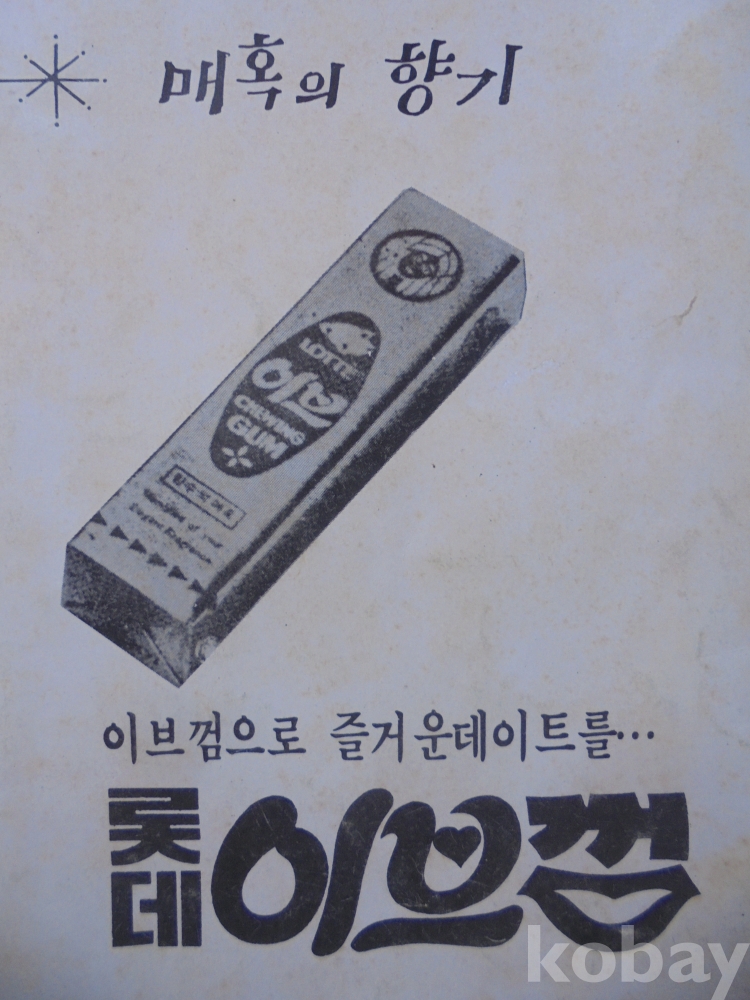 매혹의 향기
LOTTE
이브
CHEWING
GUM
이브껌으로 즐거운데이트를…
롯데 이브껌
kobay